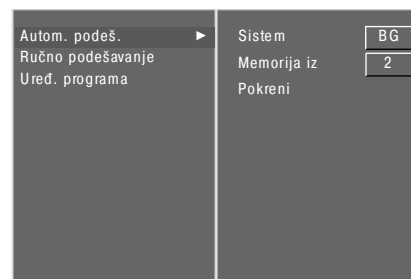 Autom. podeš. ►
Ručno podešavanje
Uređ. programa
Sistem BG
Memorija iz 2
Pokreni